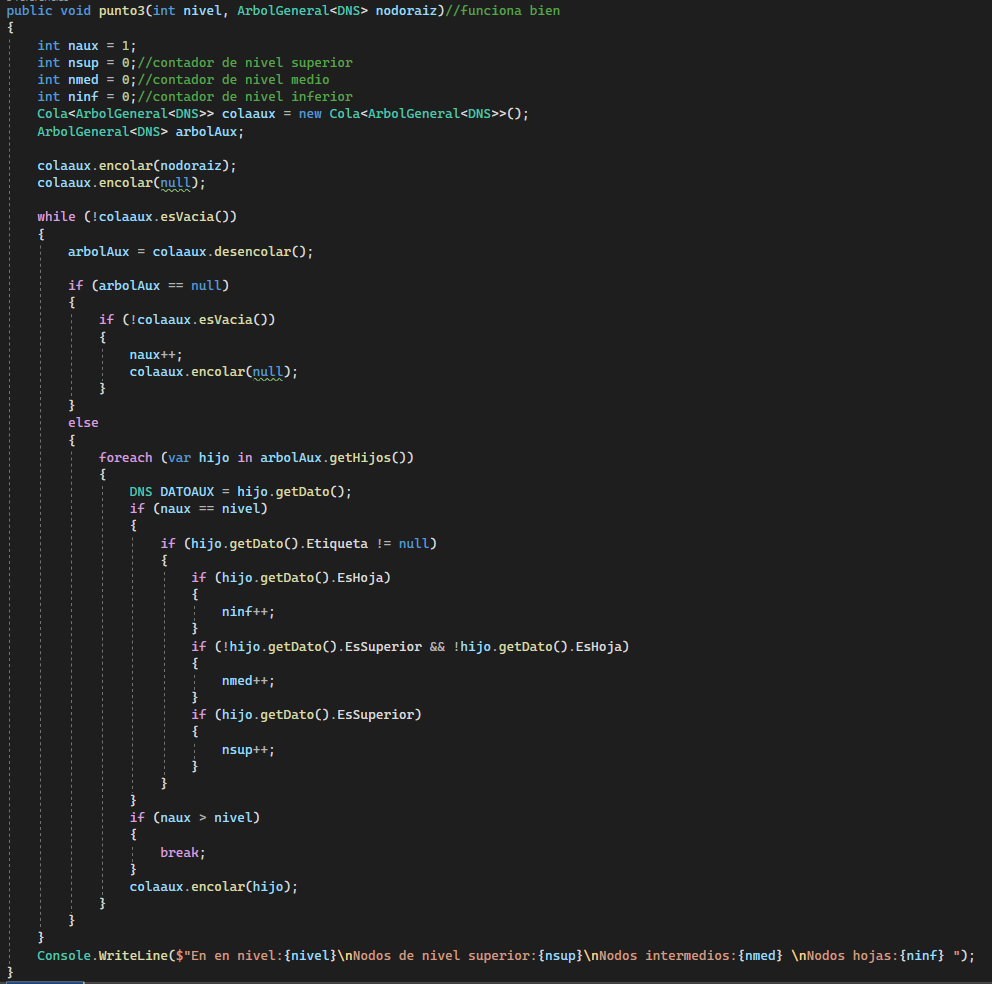 public void punto3(int nivel, ArbolGeneral<DNS> nodoraiz)//funciona bien
{
    int naux = 1;
    int nsup = 0;//contador de nivel superior
    int nmed = 0;//contador de nivel medio
    int ninf = 0;//contador de nivel inferior
    Cola<ArbolGeneral<DNS>> colaaux = new Cola<ArbolGeneral<DNS>>();
    ArbolGeneral<DNS> arbolAux;

    colaaux.encolar(nodoraiz);
    colaaux.encolar(null);

    while (!colaaux.esVacia())
    {
        arbolAux = colaaux.desencolar();

        if (arbolAux == null)
        {
            if (!colaaux.esVacia())
            {
                naux++;
                colaaux.encolar(null);
            }
        }
        else
        {
            foreach (var hijo in arbolAux.getHijos())
            {
                DNS DATOAUX = hijo.getDato();
                if (naux == nivel)
                {
                    if (hijo.getDato().Etiqueta != null)
                    {
                        if (hijo.getDato().EsHoja)
                        {
                            ninf++;
                        }
                        if (!hijo.getDato().EsSuperior && !hijo.getDato().EsHoja)
                        {
                            nmed++;
                        }
                        if (hijo.getDato().EsSuperior)
                        {
                            nsup++;
                        }
                    }
                }
                if (naux > nivel)
                {
                    break;
                }
                colaaux.encolar(hijo);
            }
        }
    }
    Console.WriteLine($"En en nivel:{nivel}\nNodos de nivel superior:{nsup}\nNodos intermedios:{nmed} \nNodos hojas:{ninf} ");
}